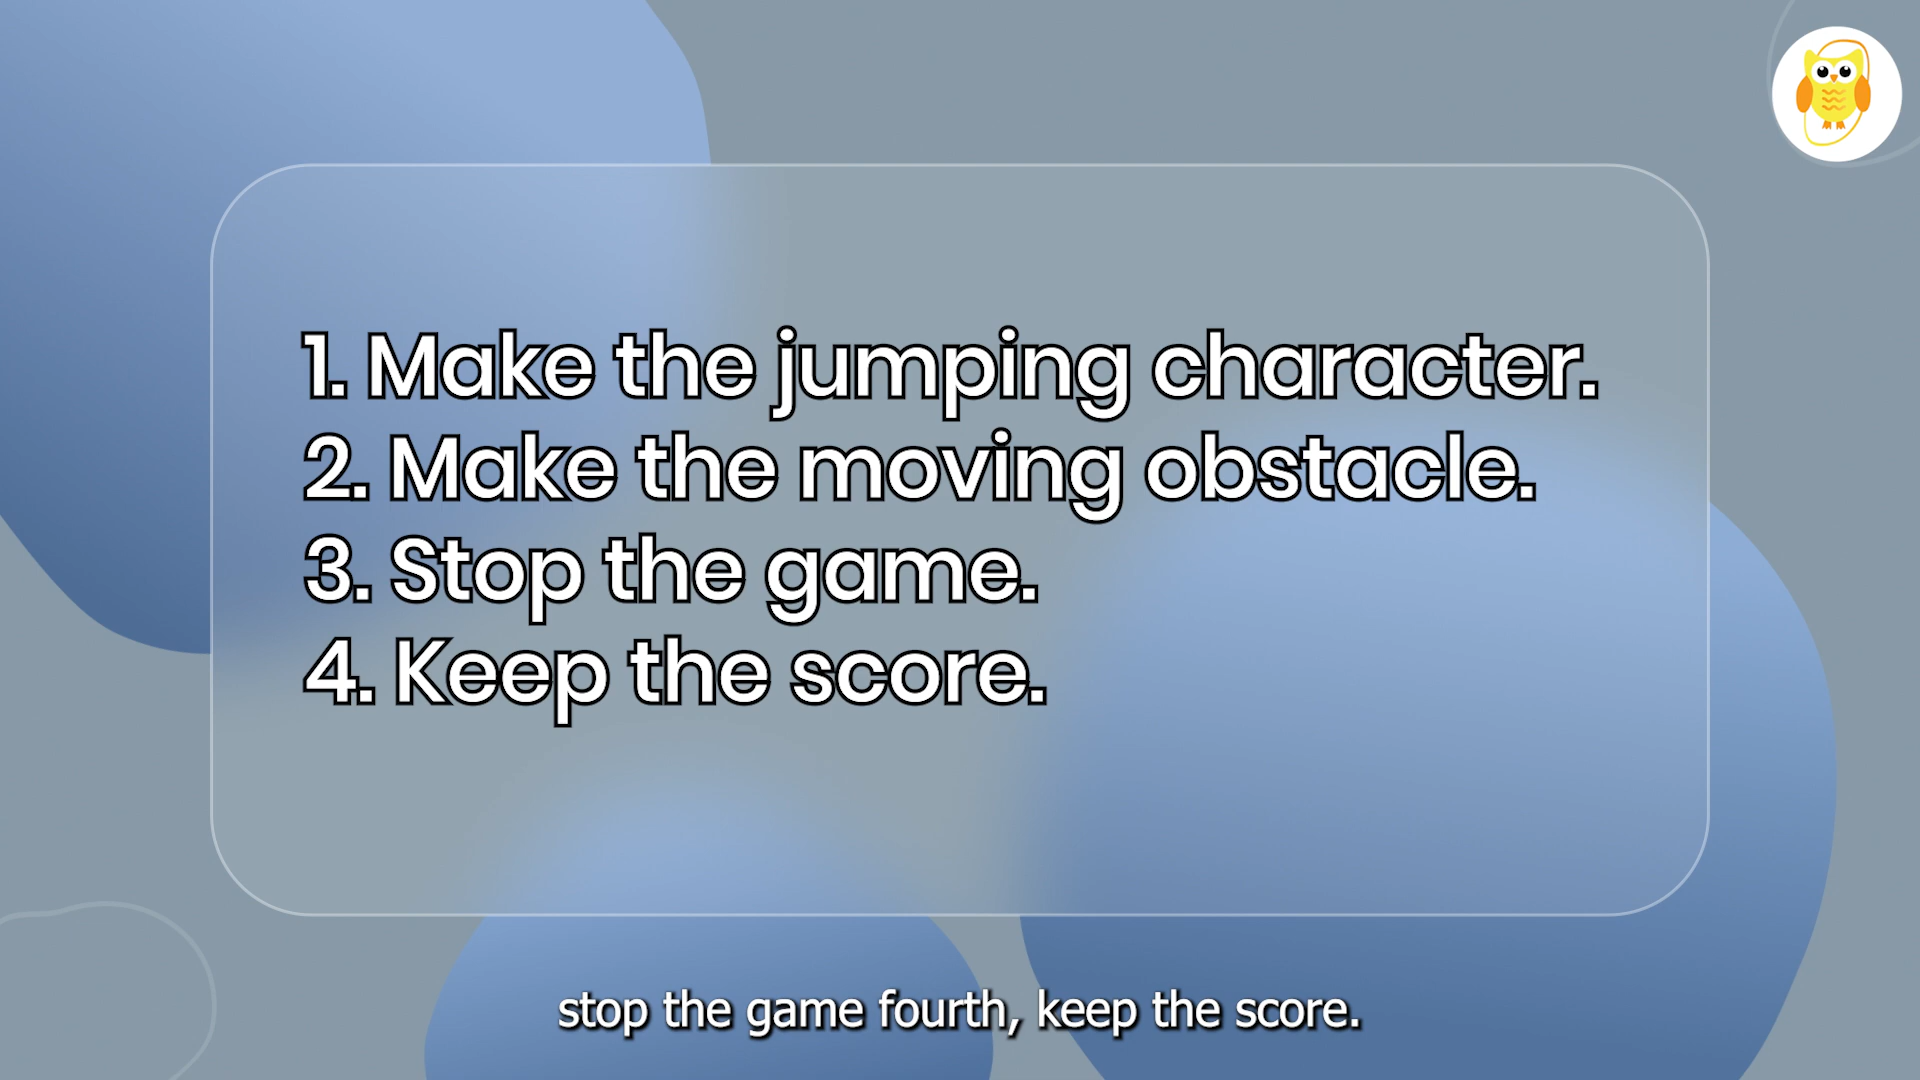 1. Make the jumping character.
2. Make the moving obstacle.
3. Stop the game.
4. Keep the score.
stop the game fourth, keep the score.